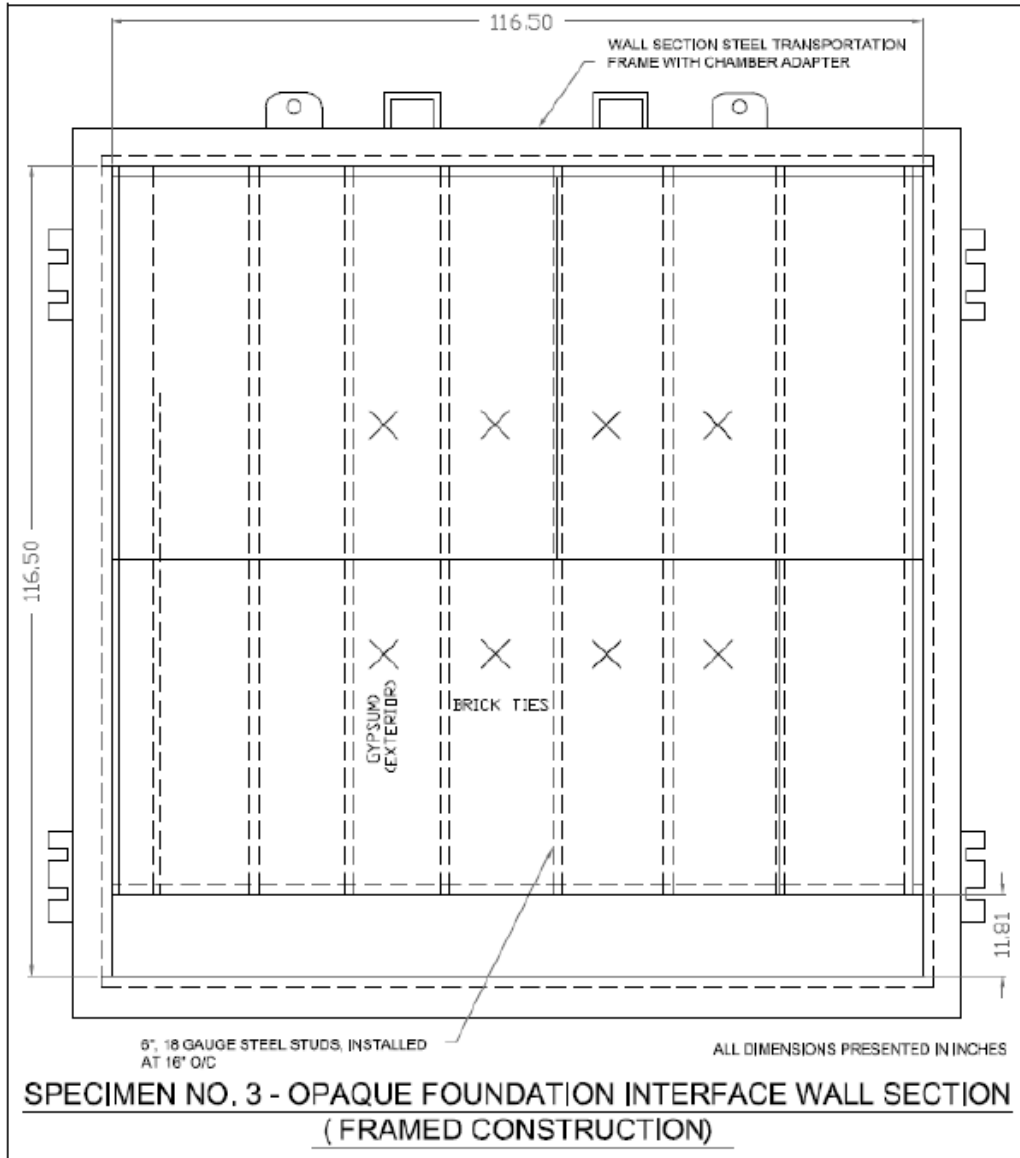 116.50
WALL SECTION STEEL TRANSPORTATION
FRAME WITH CHAMBER ADAPTER
116.50
GYPSUM)
(EXTERIOR)
BRICK TIES
11.81
6", 18 GAUGE STEEL STUDS, INSTALLED
AT 16" O/C
ALL DIMENSIONS PRESENTED IN INCHES
SPECIMEN NO. 3 - OPAQUE FOUNDATION INTERFACE WALL SECTION
( FRAMED CONSTRUCTION)